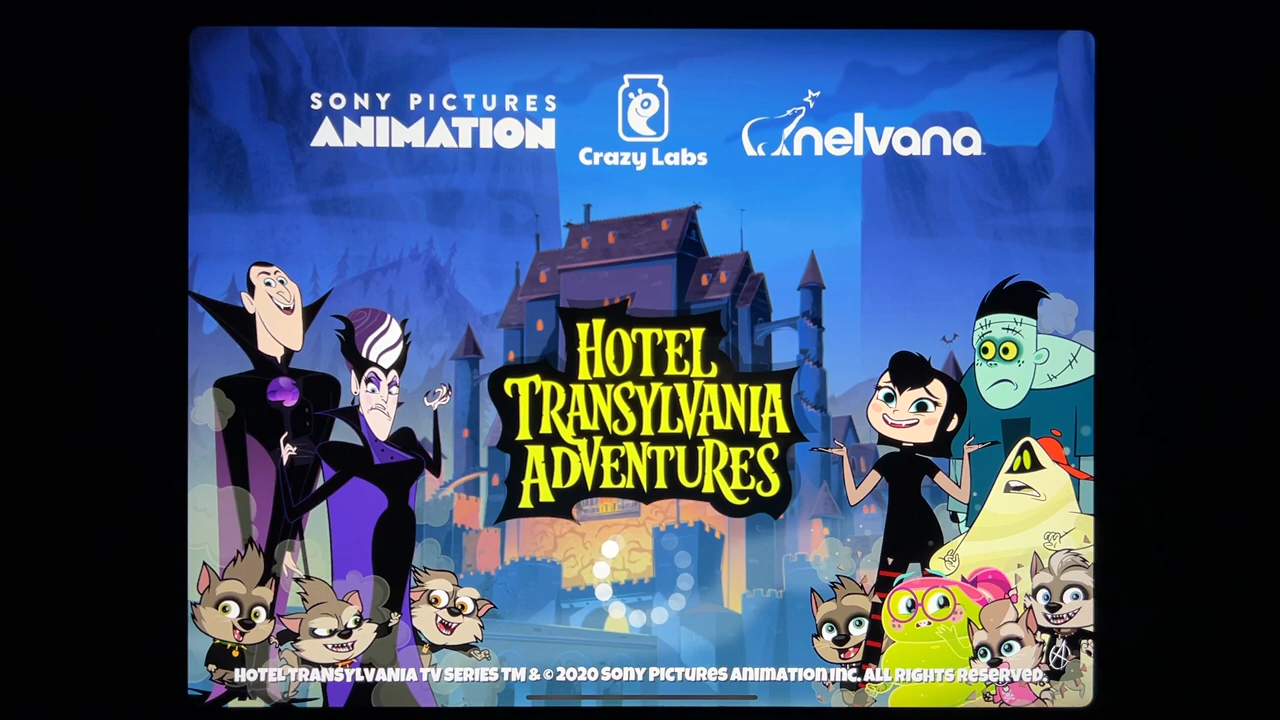 SONY PICTURES
ANIMATION
Crazy Labs
nelvana
HOTEL
TRANSYLVANIA
ADVENTURES
HOTEL TRANSYLVANIA TV SERIES TM & © 2020 SONY PICTURES ANIMATION INC. ALL RIGHTS RESERVED.